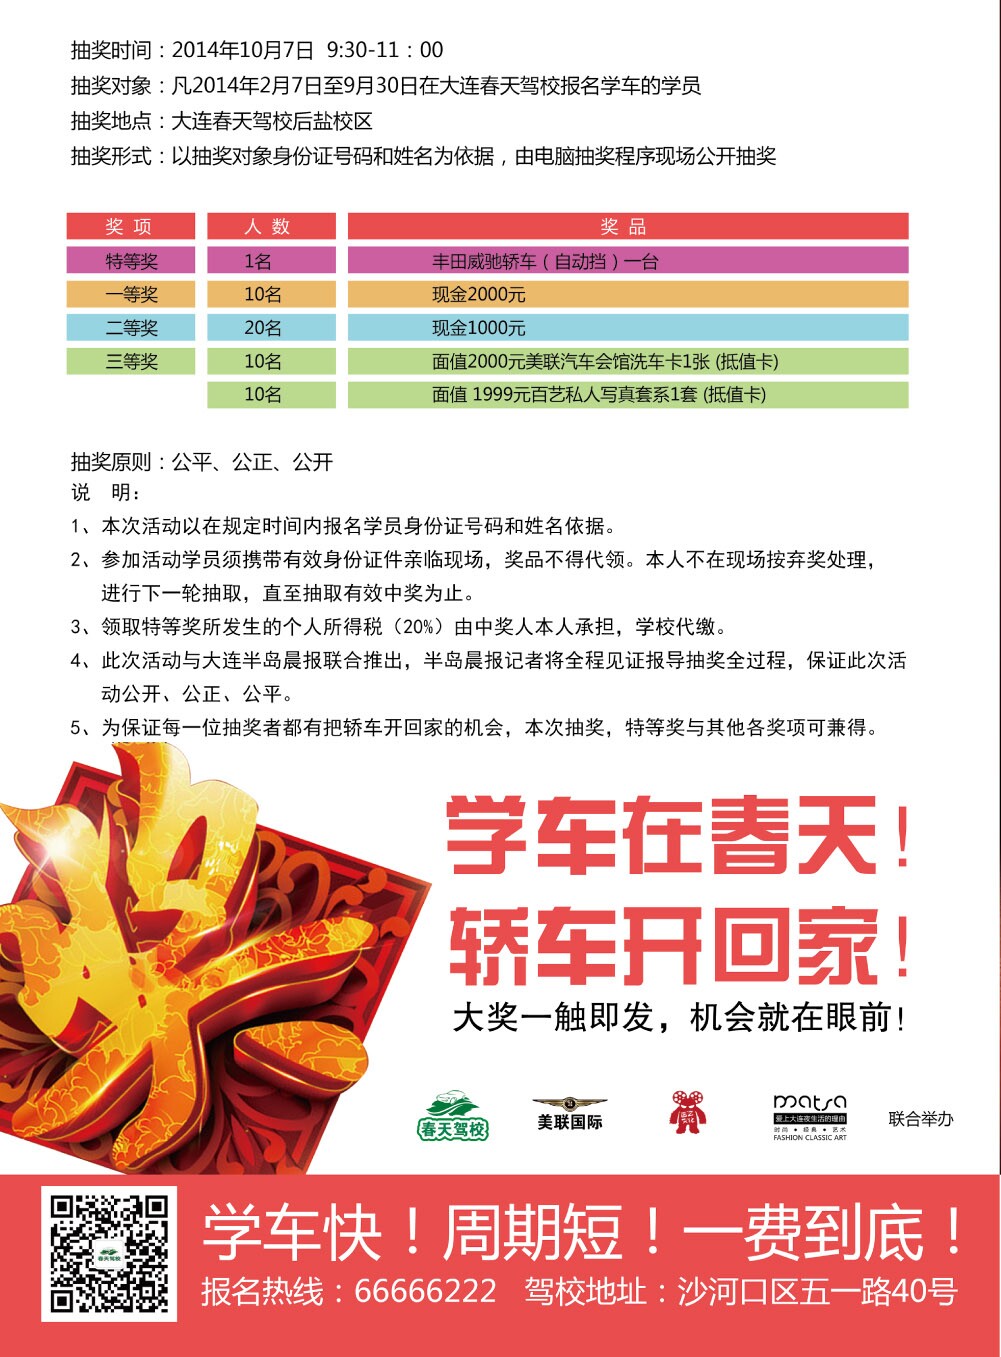 抽奖时间：2014年10月7日 9:30-11：00
抽奖对象：凡2014年2月7日至9月30日在大连春天驾校报名学车的学员
抽奖地点：大连春天驾校后盐校区
抽奖形式：以抽奖对象身份证号码和姓名为依据，由电脑抽奖程序现场公开抽奖
奖 项 人 数 奖 品
特等奖 1名 丰田威驰轿车（自动挡）一台
一等奖 10名 现金2000元
二等奖 20名 现金1000元
三等奖 10名 面值2000元美联汽车会馆洗车卡1张 (抵值卡)
10名 面值 1999元百艺私人写真套系1套 (抵值卡)
抽奖原则：公平、公正、公开
说 明：
1、本次活动以在规定时间内报名学员身份证号码和姓名依据。
2、参加活动学员须携带有效身份证件亲临现场，奖品不得代领。本人不在现场按弃奖处理，
进行下一轮抽取，直至抽取有效中奖为止。
3、领取特等奖所发生的个人所得税（20%）由中奖人本人承担，学校代缴。
4、此次活动与大连半岛晨报联合推出，半岛晨报记者将全程见证报导抽奖全过程，保证此次活
动公开、公正、公平。
5、为保证每一位抽奖者都有把轿车开回家的机会，本次抽奖，特等奖与其他各奖项可兼得。
学车在春天！
轿车开回家！
大奖一触即发，机会就在眼前！
春天驾校
美联国际
matsa
爱上大连夜生活的理由
时尚 • 经典 • 艺术
FASHION CLASSIC ART
联合举办
春天驾校
学车快！周期短！一费到底！
报名热线：66666222 驾校地址：沙河口区五一路40号